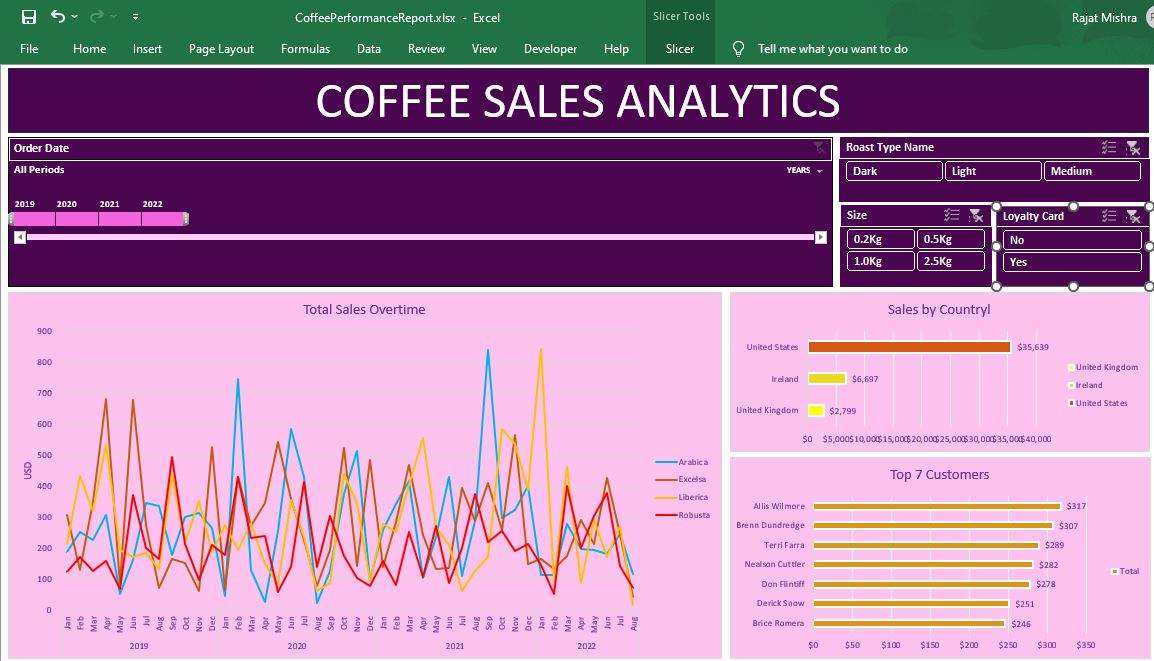 CoffeePerformanceReport.xlsx - Excel
Slicer Tools
Rajat Mishra
File Home Insert Page Layout Formulas Data Review View Developer Help Slicer Tell me what you want to do
COFFEE SALES ANALYTICS
Order Date
All Periods
YEARS
2019 2020 2021 2022
Roast Type Name
Dark Light Medium
Size
0.2Kg 0.5Kg
1.0Kg 2.5Kg
Loyalty Card
No
Yes
Total Sales Overtime
900
800
700
600
500
400
300
200
100
0
USD
Jan Feb Mar Apr May Jun Jul Aug Sep Oct Nov Dec Jan Feb Mar Apr May Jun Jul Aug Sep Oct Nov Dec Jan Feb Mar Apr May Jun Jul Aug Sep Oct Nov Dec Jan Feb Mar Apr May Jun Jul Aug
2019 2020 2021 2022
Arabica
Excelsa
Liberica
Robusta
Sales by Countryl
United States $35,639
Ireland $6,697
United Kingdom $2,799
$0 $5,000 $10,000 $15,000 $20,000 $25,000 $30,000 $35,000 $40,000
United Kingdom
Ireland
United States
Top 7 Customers
Allis Wilmore $317
Brenn Dundredge $307
Terri Farra $289
Nealson Cuttler $282
Don Flintiff $278
Derick Snow $251
Brice Romera $246
$0 $50 $100 $150 $200 $250 $300 $350
Total